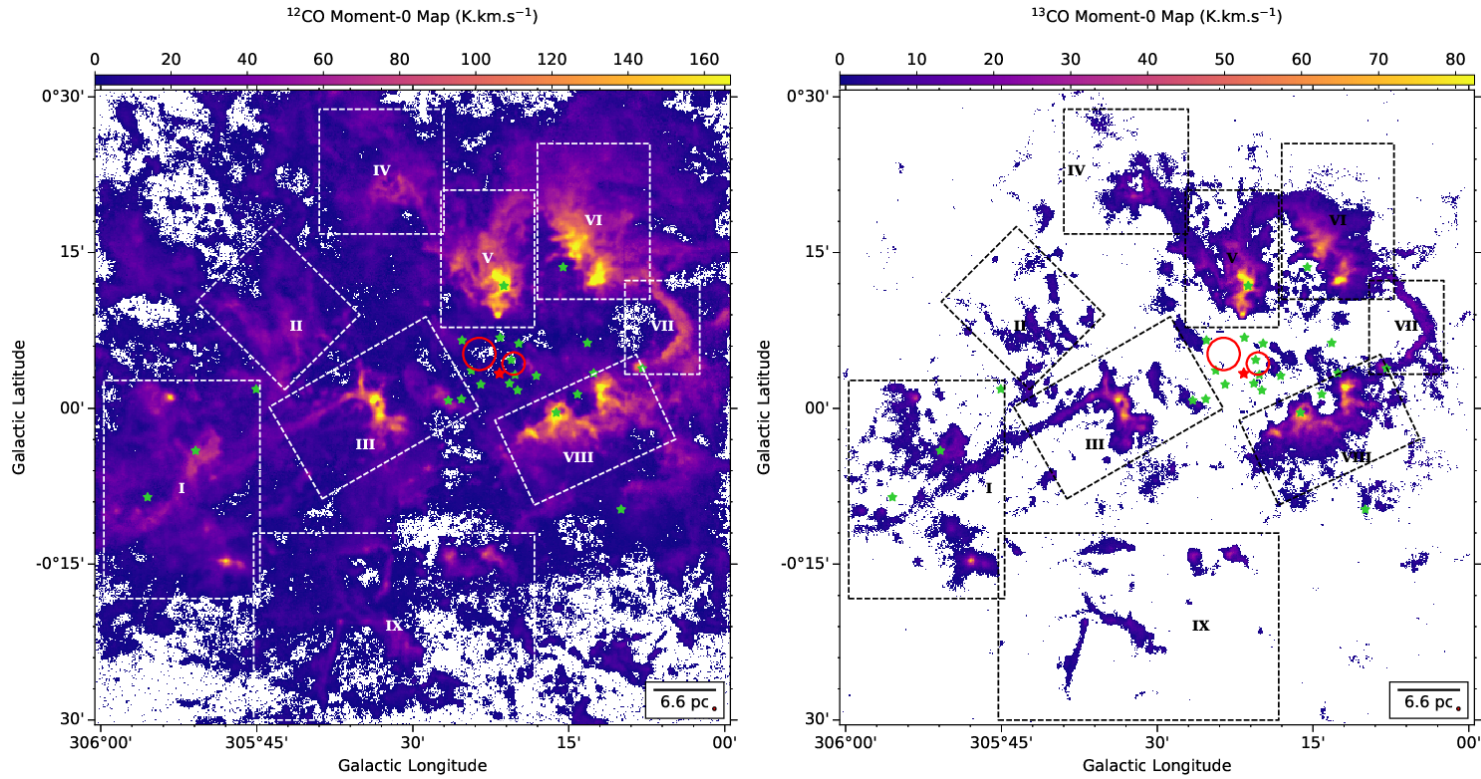 ¹²CO Moment-0 Map (K.km.s⁻¹)
0 20 40 60 80 100 120 140 160
0°30'
15'
00'
-0°15'
30'
Galactic Latitude
IV
VI
V
II
VII
III
VIII
I
IX
6.6 pc
306°00' 305°45' 30' 15' 00'
Galactic Longitude
¹³CO Moment-0 Map (K.km.s⁻¹)
0 10 20 30 40 50 60 70 80
0°30'
15'
00'
-0°15'
30'
Galactic Latitude
IV
VI
V
II
VII
III
VIII
I
IX
6.6 pc
306°00' 305°45' 30' 15' 00'
Galactic Longitude